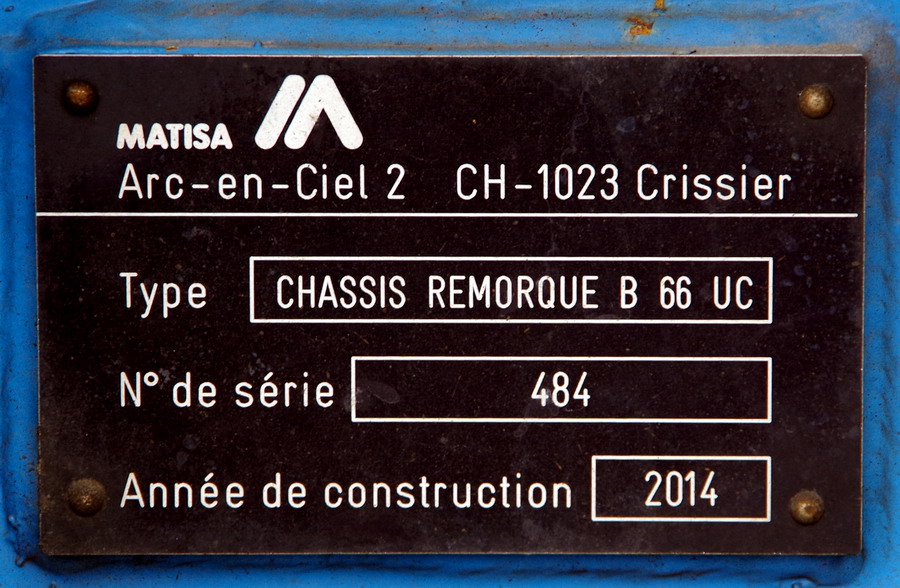 MATISA
Arc-en-Ciel 2 CH-1023 Crissier
Type CHASSIS REMORQUE B 66 UC
N° de série 484
Année de construction 2014